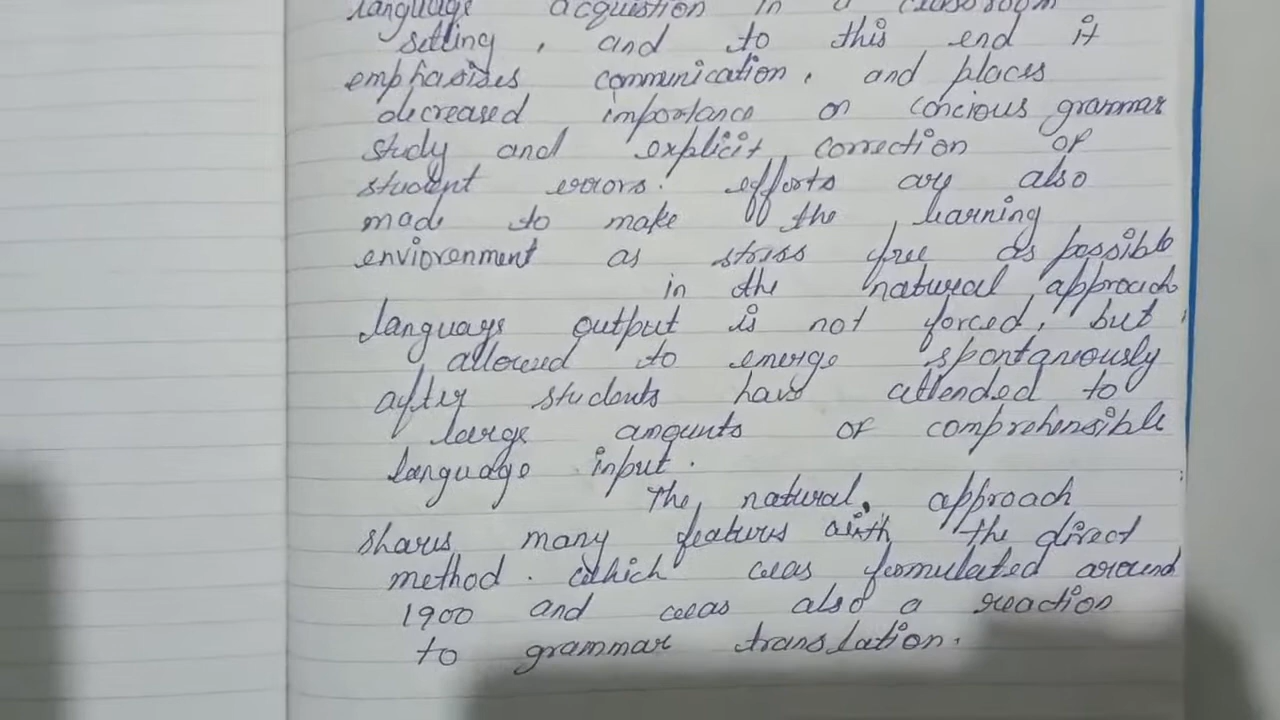 language acquistion in a classroom
setting, and to this end it
emphasises communication, and places
decreased importance on concious grammar
study and explicit correction of
student errors. efforts are also
made to make the learning
enviorenment as stress free as possible
in the natural approach
language output is not forced, but
allowed to emerge spontaneously
after students have attended to
large amounts of comprehensible
language input.
The natural, approach
shares many features with the direct
method. which was fomulated around
1900 and was also a reaction
to grammar translation.